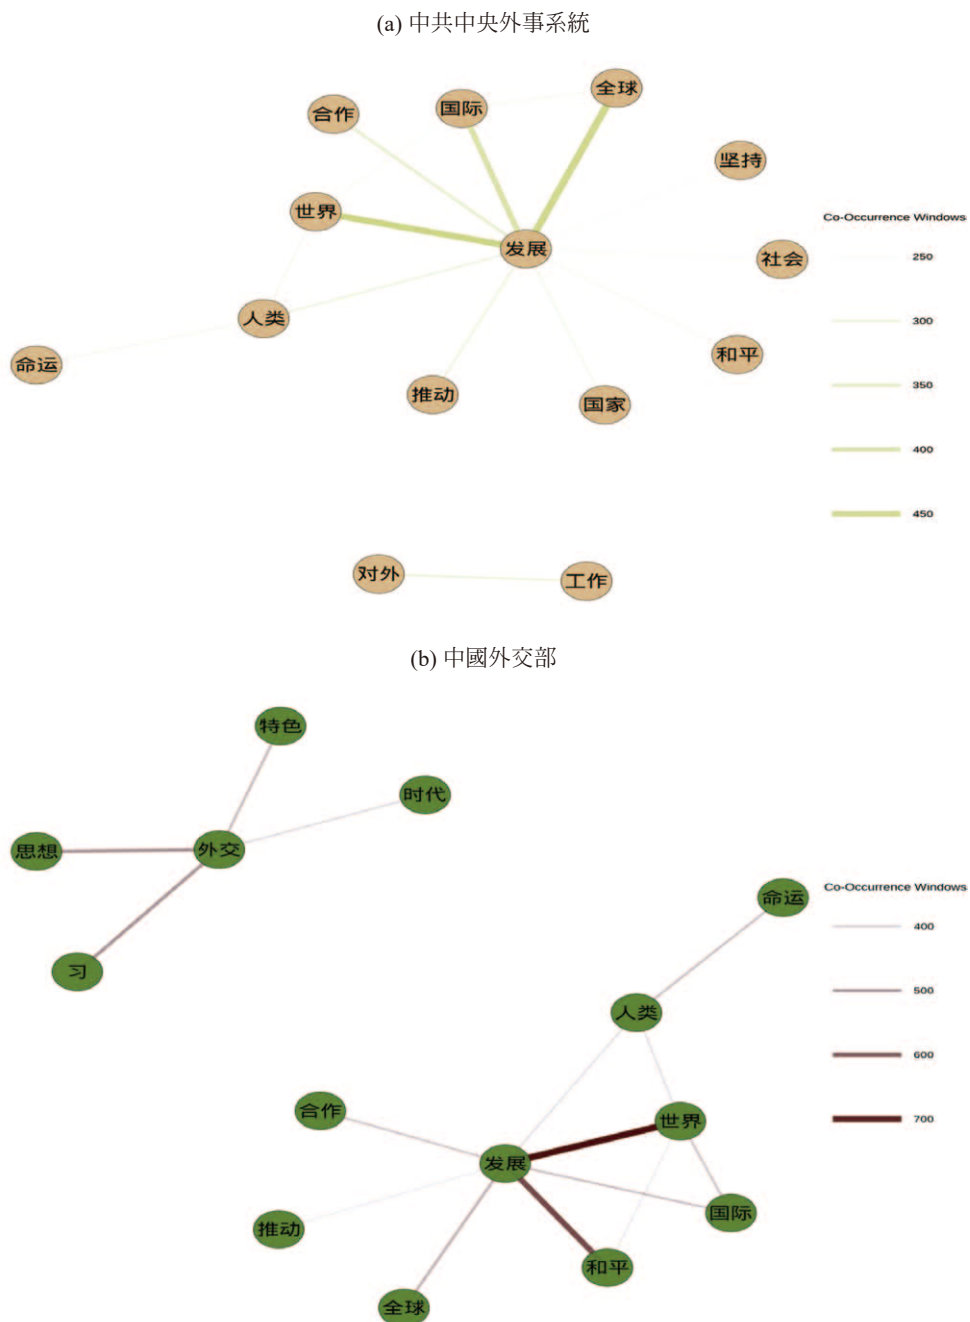 (a) 中共中央外事系統
全球
国际
合作
坚持
世界
发展
Co-Occurrence Windows
社会
250
人类
300
和平
命运
350
推动
国家
400
450
对外
工作
(b) 中國外交部
特色
时代
思想
外交
Co-Occurrence Windows
命运
400
习
500
人类
600
合作
世界
700
发展
国际
推动
和平
全球